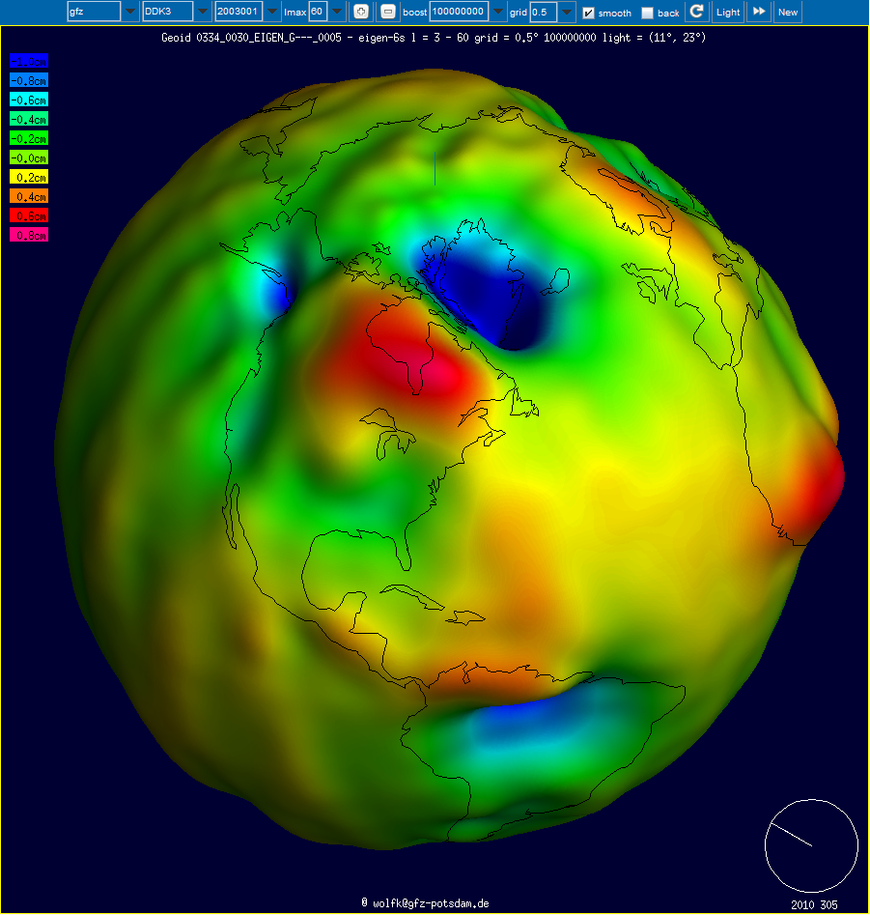 gfz DDK3 2003001 lmax 60 boost 100000000 grid 0.5 smooth back Light New
Geoid 0334_0030_EIGEN_G---_0005 - eigen-6s l = 3 - 60 grid = 0.5° 100000000 light = (11°, 23°)
-1.0cm
-0.8cm
-0.6cm
-0.4cm
-0.2cm
-0.0cm
0.2cm
0.4cm
0.6cm
0.8cm
@ wolfk@gfz-potsdam.de
2010 305